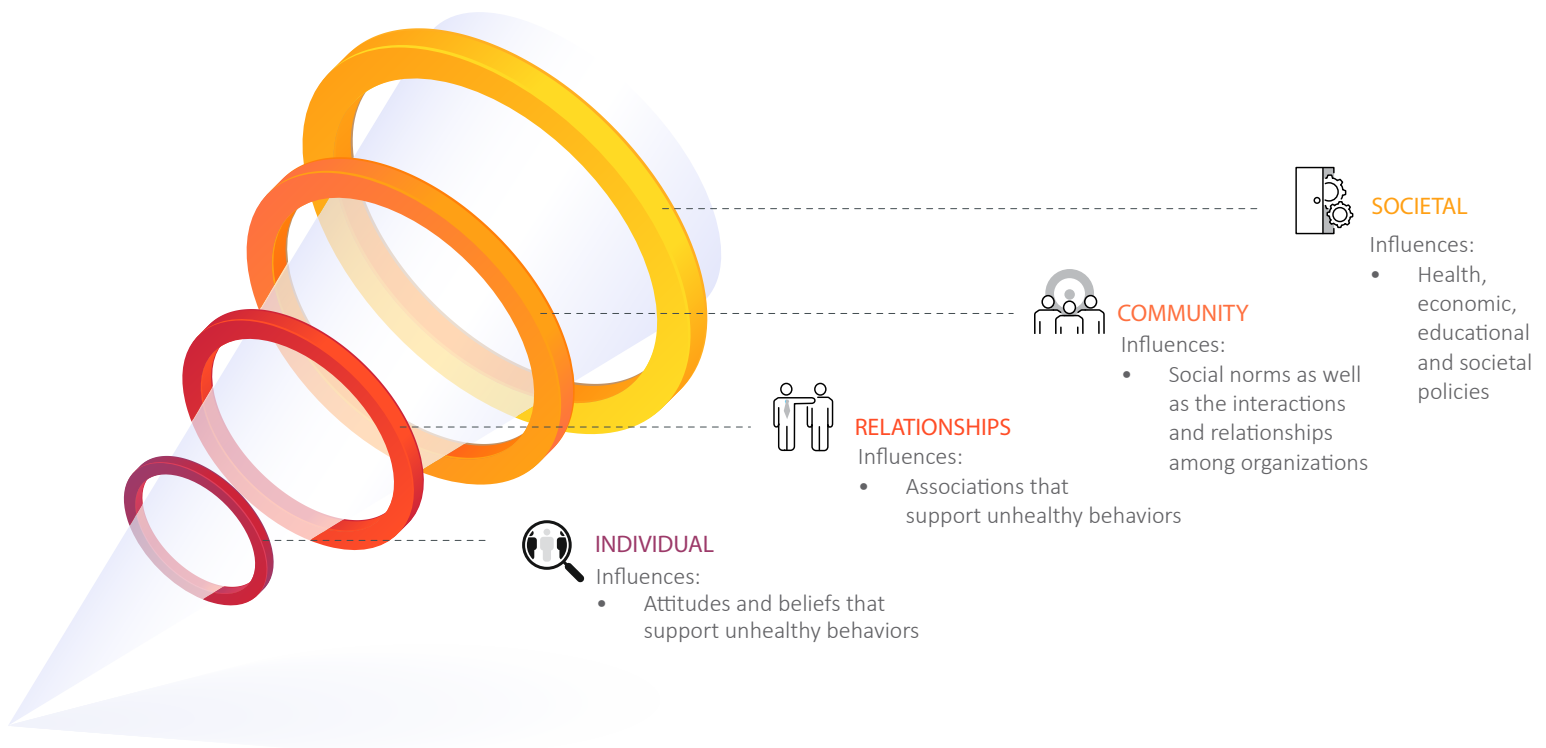 SOCIETAL
Influences:
• Health,
economic,
educational
and societal
policies
COMMUNITY
Influences:
• Social norms as well
as the interactions
and relationships
among organizations
RELATIONSHIPS
Influences:
• Associations that
support unhealthy behaviors
INDIVIDUAL
Influences:
• Attitudes and beliefs that
support unhealthy behaviors